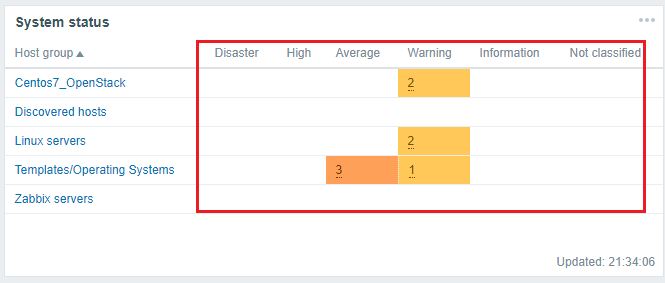 System status
Host group Disaster High Average Warning Information Not classified
Centos7_OpenStack 2
Discovered hosts
Linux servers 2
Templates/Operating Systems 3 1
Zabbix servers
Updated: 21:34:06